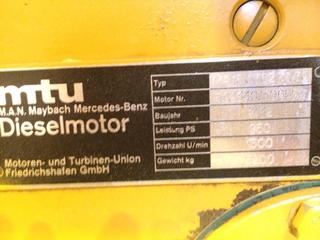 mtu
M.A.N. Maybach Mercedes-Benz
Dieselmotor
Motoren- und Turbinen-Union
Friedrichshafen GmbH
Typ
Motor Nr.
Baujahr
Leistung PS
Drehzahl U/min
Gewicht kg